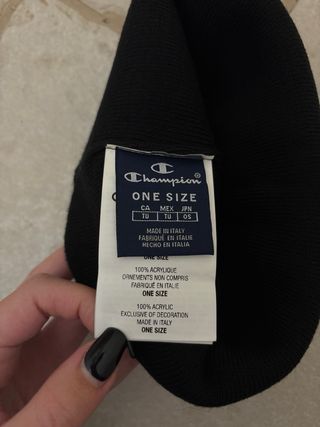 Champion
ONE SIZE
CA MEX JPN
TU TU OS
MADE IN ITALY
FABRIQUÉ EN ITALIE
HECHO EN ITALIA
ONE SIZE
100% ACRYLIQUE
ORNEMENTS NON COMPRIS
FABRIQUÉ EN ITALIE
ONE SIZE
100% ACRYLIC
EXCLUSIVE OF DECORATION
MADE IN ITALY
ONE SIZE